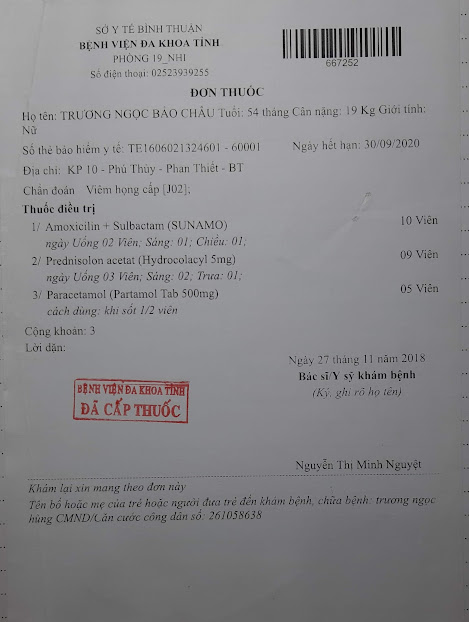 SỞ Y TẾ BÌNH THUẬN
BỆNH VIỆN ĐA KHOA TỈNH
PHÒNG 19_NHI
Số điện thoại: 02523939255
667252
ĐƠN THUỐC
Họ tên: TRƯƠNG NGỌC BẢO CHÂU Tuổi: 54 tháng Cân nặng: 19 Kg Giới tính:
Nữ
Số thẻ bảo hiểm y tế: TE1606021324601 - 60001 Ngày hết hạn: 30/09/2020
Địa chỉ: KP 10 - Phú Thủy - Phan Thiết - BT
Chẩn đoán Viêm họng cấp [J02];
Thuốc điều trị
1/ Amoxicilin + Sulbactam (SUNAMO) 10 Viên
ngày Uống 02 Viên; Sáng: 01; Chiều: 01;
2/ Prednisolon acetat (Hydrocolacyl 5mg) 09 Viên
ngày Uống 03 Viên; Sáng: 02; Trưa: 01;
3/ Paracetamol (Partamol Tab 500mg) 05 Viên
cách dùng: khi sốt 1/2 viên
Cộng khoản: 3
Lời dặn:
Ngày 27 tháng 11 năm 2018
Bác sĩ/Y sỹ khám bệnh
(Ký, ghi rõ họ tên)
BỆNH VIỆN ĐA KHOA TỈNH
ĐÃ CẤP THUỐC
Nguyễn Thị Minh Nguyệt
Khám lại xin mang theo đơn này
Tên bố hoặc mẹ của trẻ hoặc người đưa trẻ đến khám bệnh, chữa bệnh: trương ngọc
hùng CMND/Căn cước công dân số: 261058638